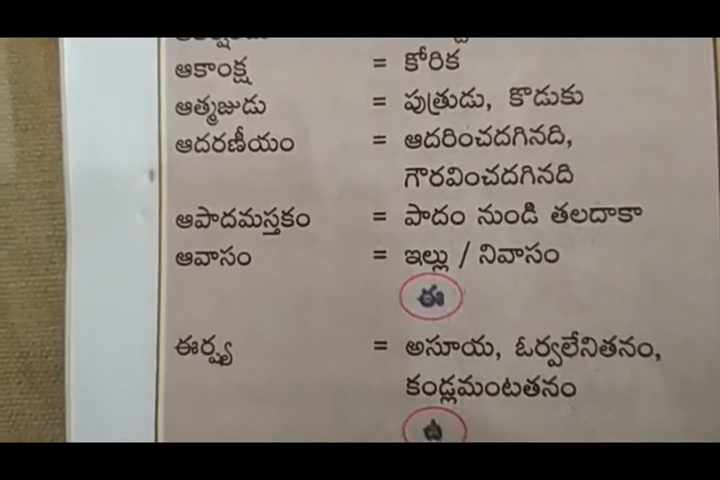 ఆకాంక్ష = కోరిక
ఆత్మజుడు = పుత్రుడు, కొడుకు
ఆదరణీయం = ఆదరించదగినది,
గౌరవించదగినది
ఆపాదమస్తకం = పాదం నుండి తలదాకా
ఆవాసం = ఇల్లు / నివాసం
ఈ
ఈర్ష్య = అసూయ, ఓర్వలేనితనం,
కండ్లమంటతనం
ఉ